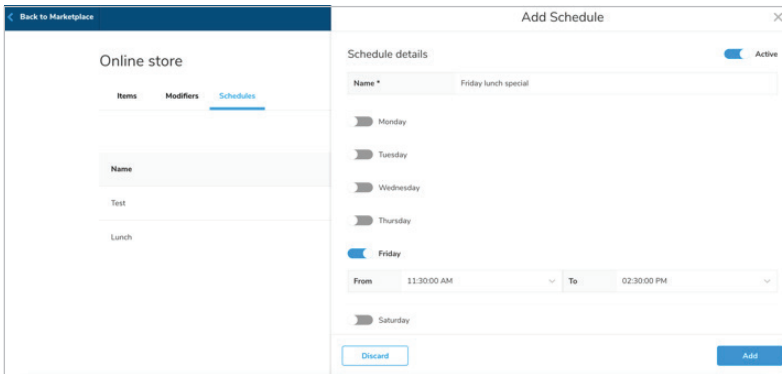 Back to Marketplace
Online store
Items Modifiers Schedules
Name
Test
Lunch
Add Schedule
Schedule details
Active
Name * Friday lunch special
Monday
Tuesday
Wednesday
Thursday
Friday
From 11:30:00 AM To 02:30:00 PM
Saturday
Discard Add